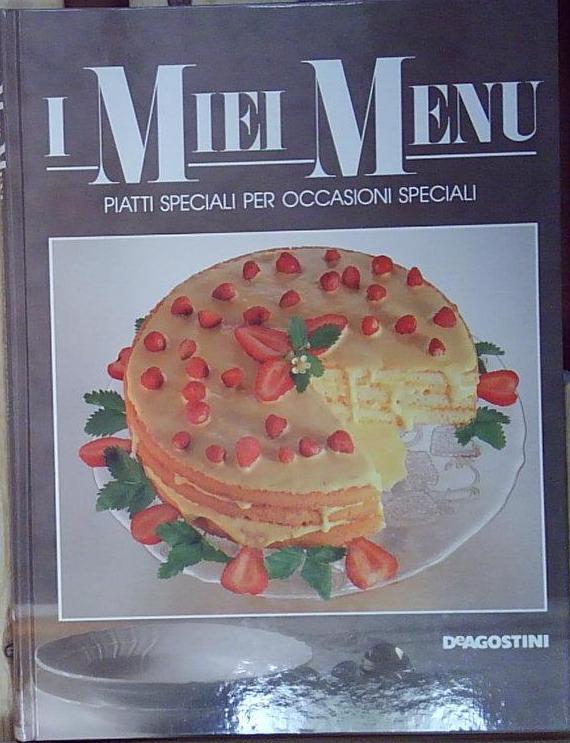 I MIEI MENU
PIATTI SPECIALI PER OCCASIONI SPECIALI
DeAGOSTINI